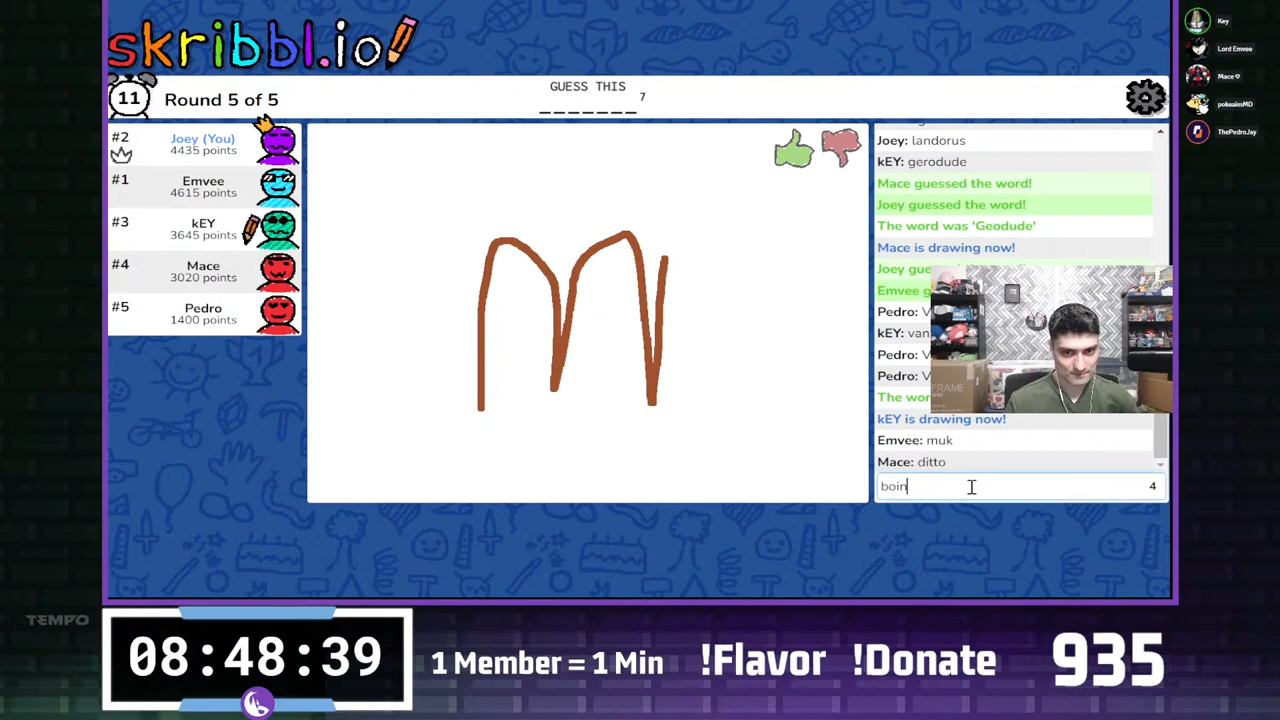 skribbl.io
11
Round 5 of 5
GUESS THIS
_______ 7
#2
Joey (You)
4435 points
#1
Emvee
4615 points
#3
kEY
3645 points
#4
Mace
3020 points
#5
Pedro
1400 points
Joey: landorus
kEY: gerodude
Mace guessed the word!
Joey guessed the word!
The word was 'Geodude'
Mace is drawing now!
Joey
Emvee
Pedro:
kEY:
Pedro:
Pedro:
The
kEY is drawing now!
Emvee: muk
Mace: ditto
boin
4
FRAME
Key
Lord Emvee
Mace
pokeaimMD
ThePedroJay
TEMPO
08:48:39
1 Member = 1 Min
!Flavor
!Donate
935